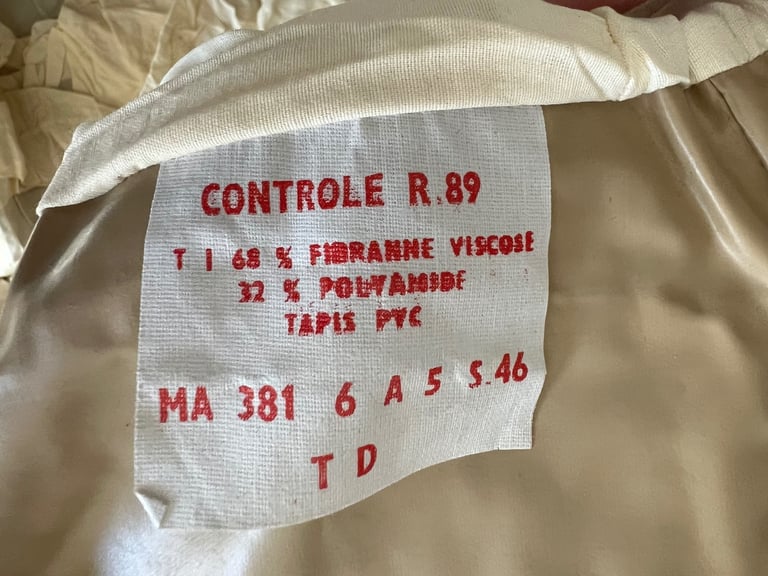 CONTROLE R.89
T I 68 % FIBRANNE VISCOSE
32 % POLYAMIDE
TAPIS PVC
MA 381 6 A 5 S.46
T D